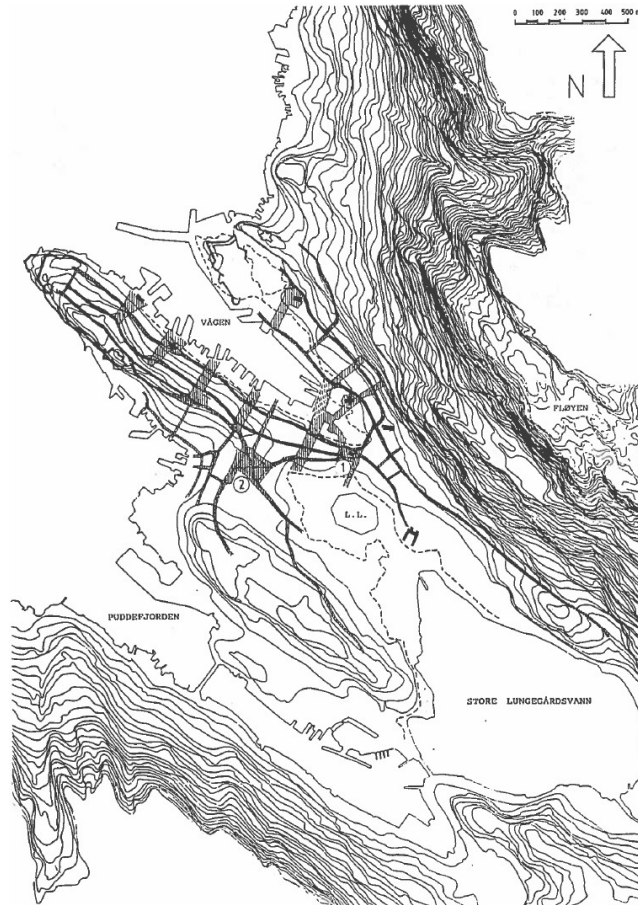 0 100 200 300 400 500 m
N
VÅGEN
FLØYEN
1
2
L.L.
PUDDEFJORDEN
STORE LUNGEGÅRDSVANN